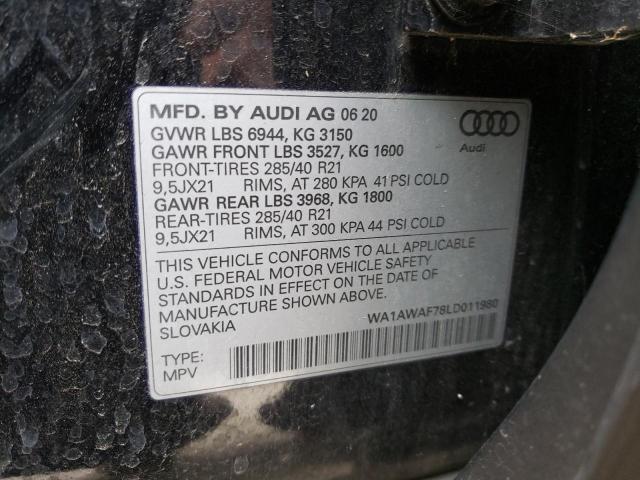 MFD. BY AUDI AG 06 20
GVWR LBS 6944, KG 3150
GAWR FRONT LBS 3527, KG 1600
FRONT-TIRES 285/40 R21
9,5JX21 RIMS, AT 280 KPA 41 PSI COLD
GAWR REAR LBS 3968, KG 1800
REAR-TIRES 285/40 R21
9,5JX21 RIMS, AT 300 KPA 44 PSI COLD
Audi
THIS VEHICLE CONFORMS TO ALL APPLICABLE
U.S. FEDERAL MOTOR VEHICLE SAFETY
STANDARDS IN EFFECT ON THE DATE OF
MANUFACTURE SHOWN ABOVE.
SLOVAKIA
WA1AWAF78LD011980
TYPE:
MPV